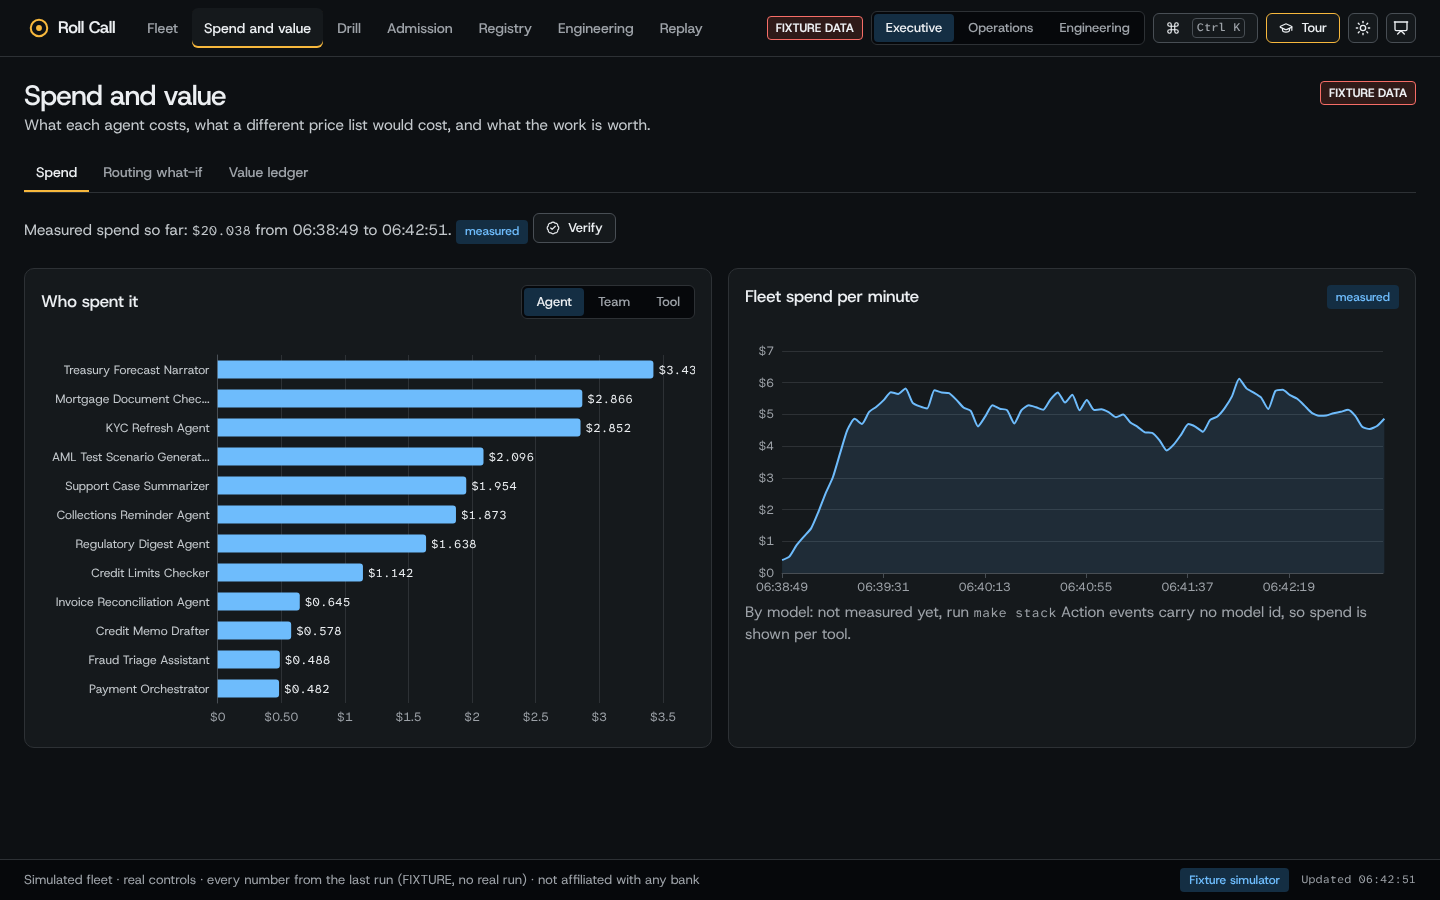 Roll Call Fleet Spend and value Drill Admission Registry Engineering Replay FIXTURE DATA Executive Operations Engineering ⌘ Ctrl K Tour
Spend and value FIXTURE DATA
What each agent costs, what a different price list would cost, and what the work is worth.
Spend Routing what-if Value ledger
Measured spend so far: $20.038 from 06:38:49 to 06:42:51. measured Verify
Who spent it Agent Team Tool
Treasury Forecast Narrator $3.43
Mortgage Document Chec... $2.866
KYC Refresh Agent $2.852
AML Test Scenario Generat... $2.096
Support Case Summarizer $1.954
Collections Reminder Agent $1.873
Regulatory Digest Agent $1.638
Credit Limits Checker $1.142
Invoice Reconciliation Agent $0.645
Credit Memo Drafter $0.578
Fraud Triage Assistant $0.488
Payment Orchestrator $0.482
$0 $0.50 $1 $1.5 $2 $2.5 $3 $3.5
Fleet spend per minute measured
$7
$6
$5
$4
$3
$2
$1
$0
06:38:49 06:39:31 06:40:13 06:40:55 06:41:37 06:42:19
By model: not measured yet, run make stack Action events carry no model id, so spend is
shown per tool.
Simulated fleet · real controls · every number from the last run (FIXTURE, no real run) · not affiliated with any bank Fixture simulator Updated 06:42:51